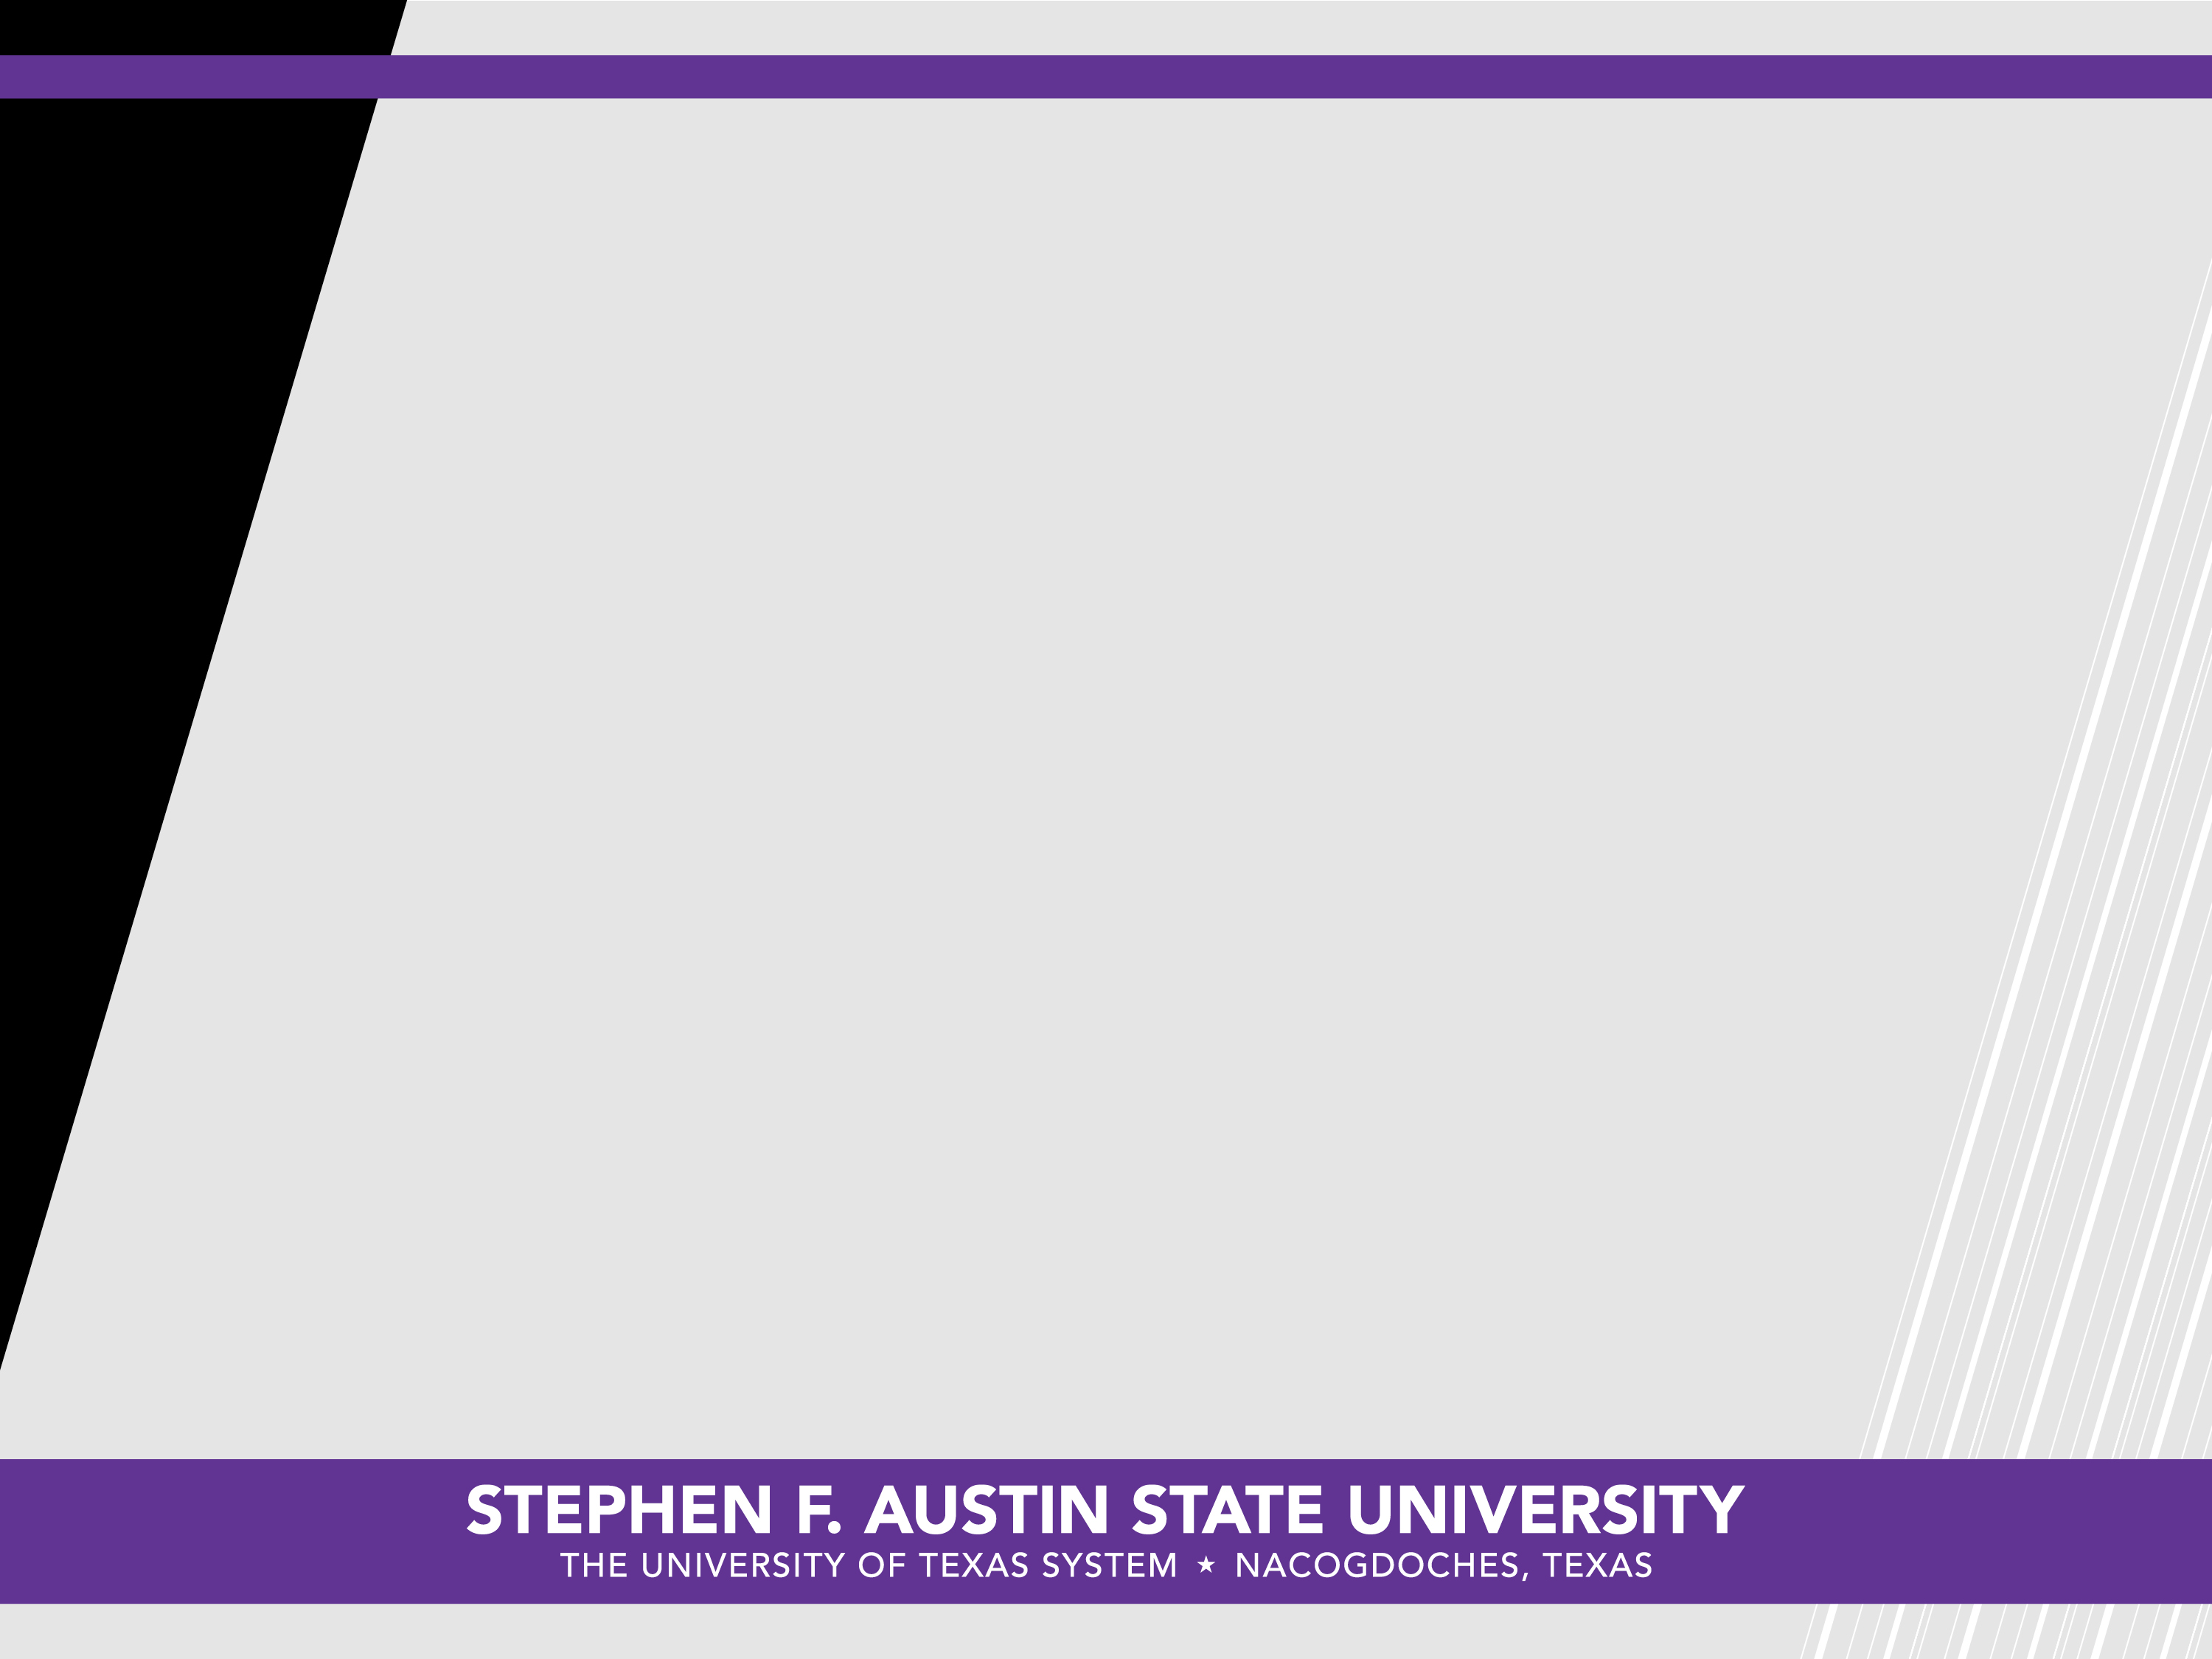 STEPHEN F. AUSTIN STATE UNIVERSITY
THE UNIVERSITY OF TEXAS SYSTEM ★ NACOGDOCHES, TEXAS